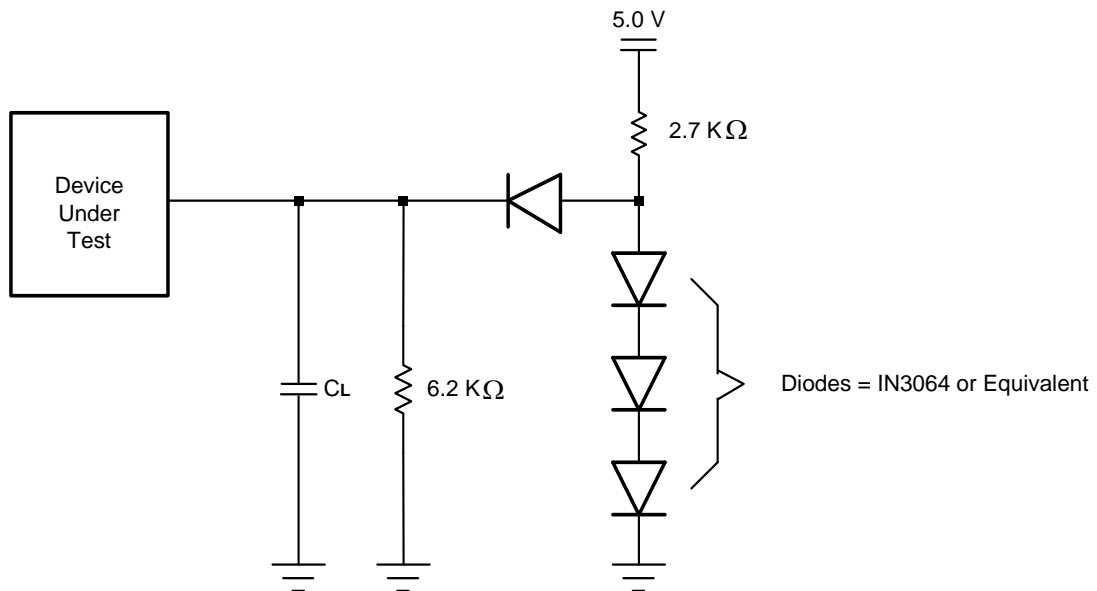 5.0 V
2.7 KΩ
Device
Under
Test
CL
6.2 KΩ
Diodes = IN3064 or Equivalent